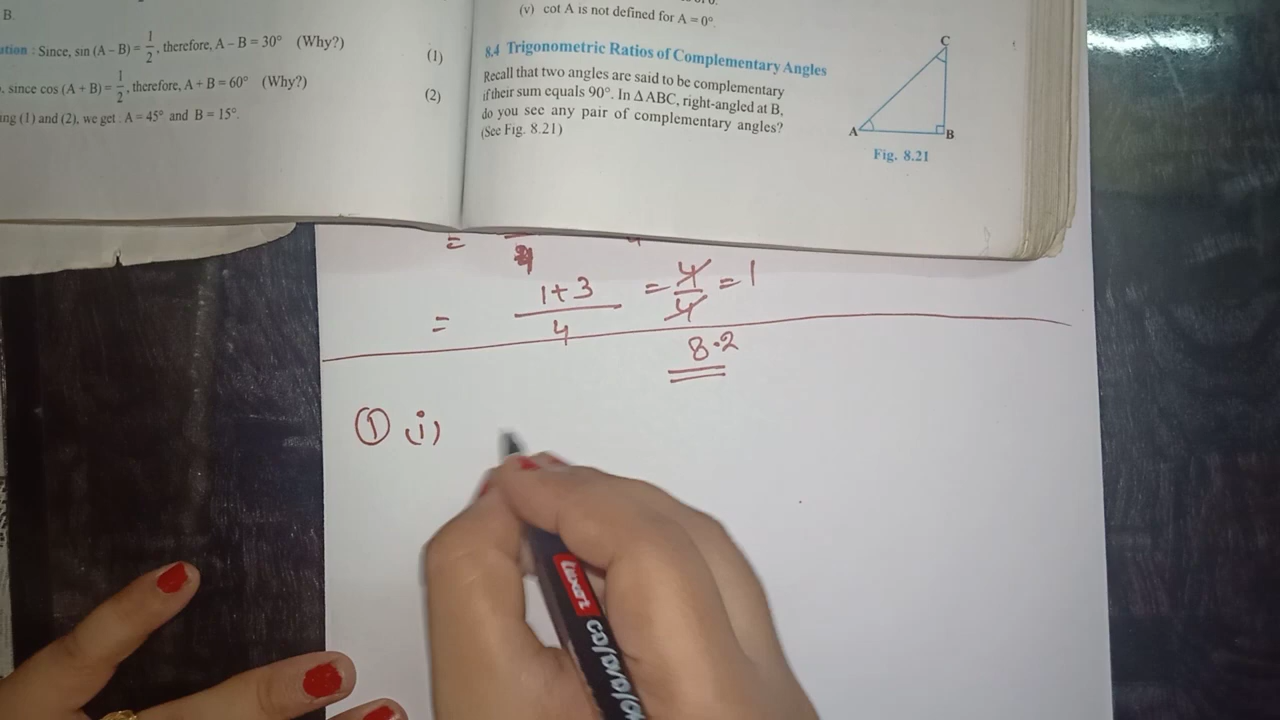 B.
Since, sin (A – B) = 1/2, therefore, A – B = 30° (Why?)
(1)
since cos (A + B) = 1/2, therefore, A + B = 60° (Why?)
(2)
(1) and (2), we get : A = 45° and B = 15°.
(v) cot A is not defined for A = 0°.
8.4 Trigonometric Ratios of Complementary Angles
Recall that two angles are said to be complementary
if their sum equals 90°. In Δ ABC, right-angled at B,
do you see any pair of complementary angles?
(See Fig. 8.21)
C
A
B
Fig. 8.21
=
= 1+3/4 = 4/4 = 1
8.2
① (i)
luxor